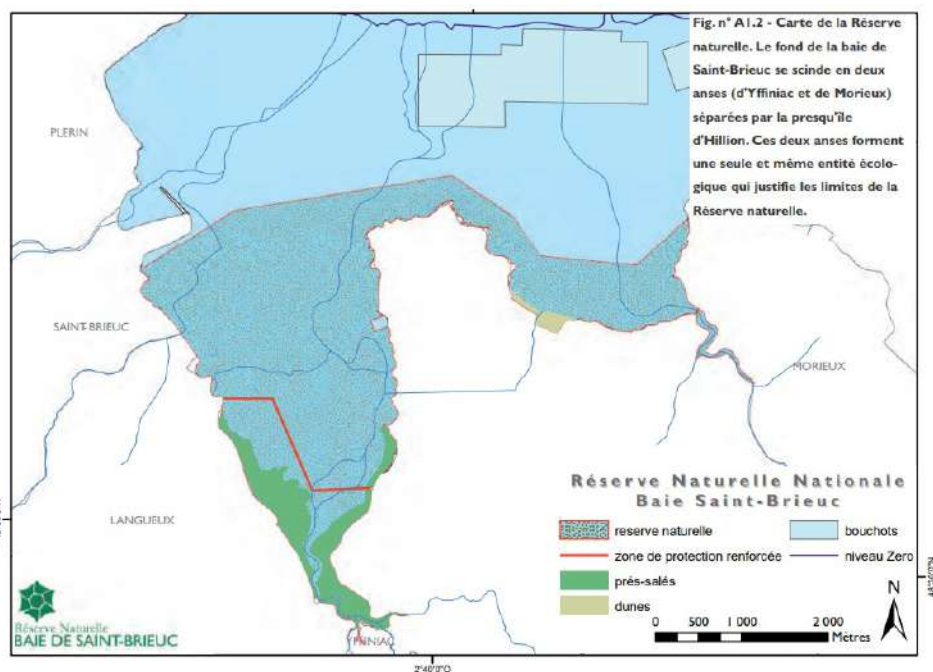 Fig. n° A1.2 - Carte de la Réserve
naturelle. Le fond de la baie de
Saint-Brieuc se scinde en deux
anses (d'Yffiniac et de Morieux)
séparées par la presqu'île
d'Hillion. Ces deux anses forment
une seule et même entité écolo-
gique qui justifie les limites de la
Réserve naturelle.
PLERIN
SAINT-BRIEUC
MORIEUX
LANGUEUX
Réserve Naturelle Nationale
Baie Saint-Brieuc
reserve naturelle
bouchots
zone de protection renforcée
niveau Zero
prés-salés
dunes
N
0 500 1 000 2 000
Mètres
Réserve Naturelle
BAIE DE SAINT-BRIEUC
2°40'0"O